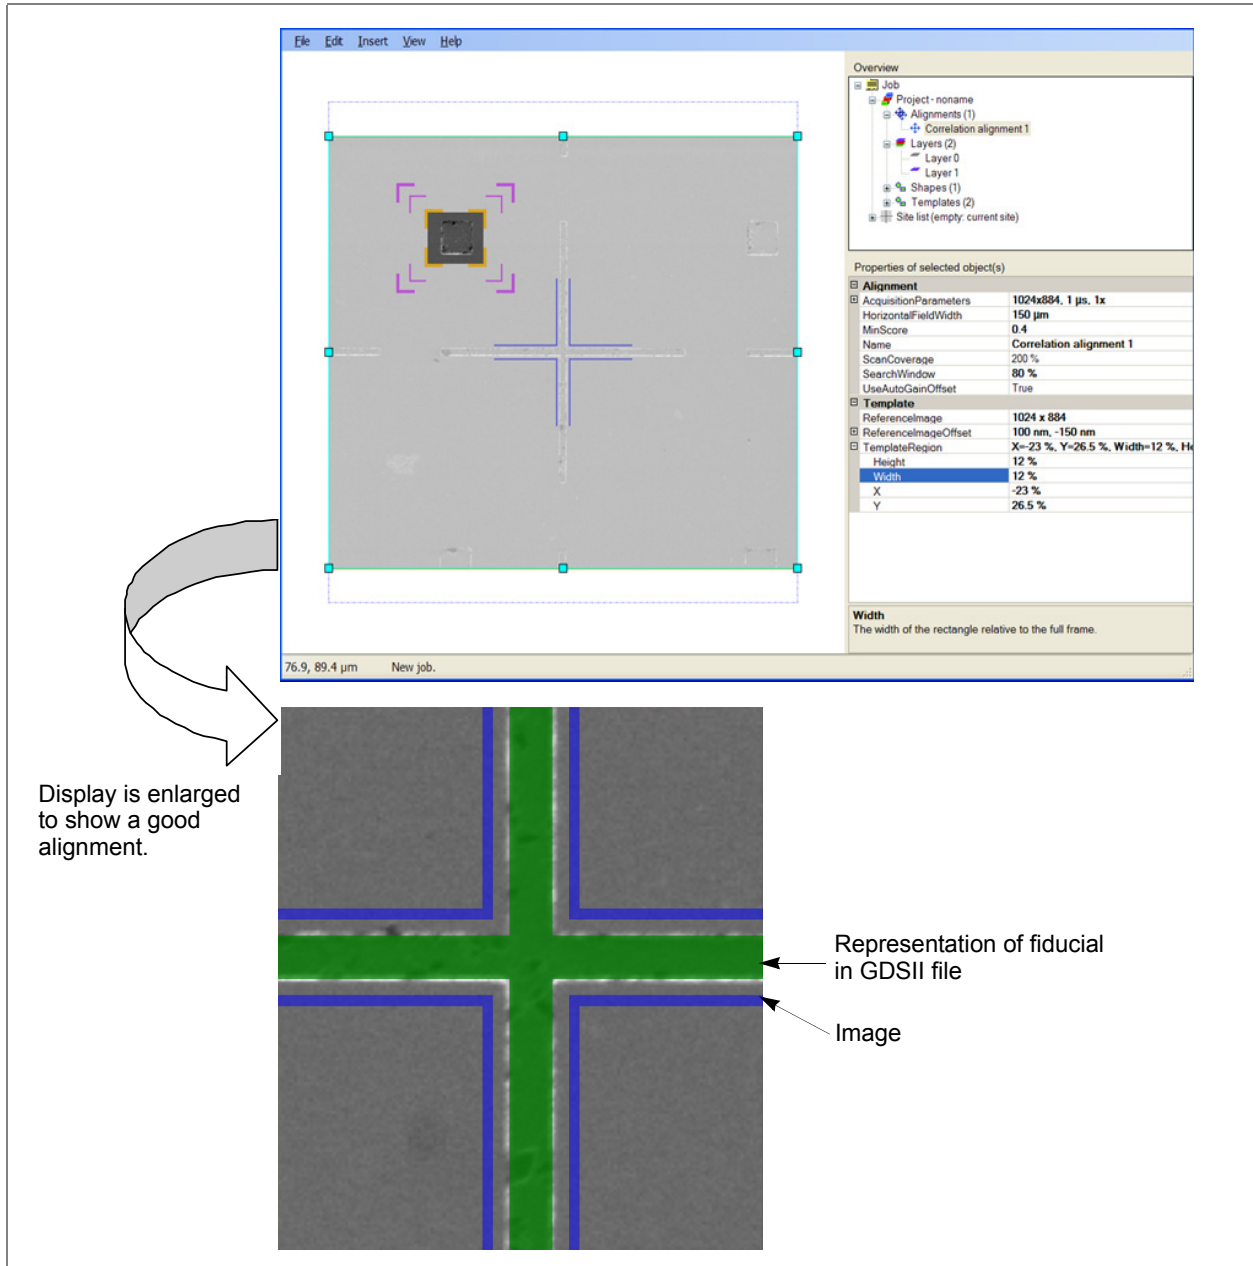 File Edit Insert View Help
Overview
Job
Project - noname
Alignments (1)
Correlation alignment 1
Layers (2)
Layer 0
Layer 1
Shapes (1)
Templates (2)
Site list (empty: current site)
Properties of selected object(s)
Alignment
AcquisitionParameters 1024x884, 1 µs, 1x
HorizontalFieldWidth 150 µm
MinScore 0.4
Name Correlation alignment 1
ScanCoverage 200 %
SearchWindow 80 %
UseAutoGainOffset True
Template
ReferenceImage 1024 x 884
ReferenceImageOffset 100 nm, -150 nm
TemplateRegion X=-23 %, Y=26.5 %, Width=12 %, He
Height 12 %
Width 12 %
X -23 %
Y 26.5 %
Width
The width of the rectangle relative to the full frame.
76.9, 89.4 µm New job.
Display is enlarged
to show a good
alignment.
Representation of fiducial
in GDSII file
Image